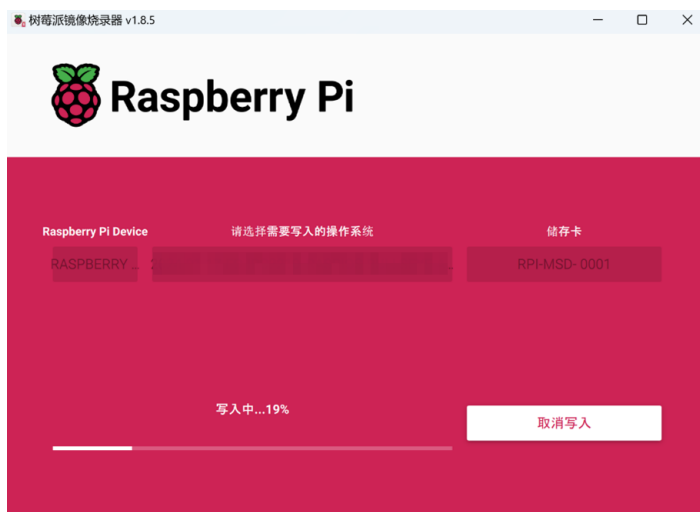 树莓派镜像烧录器 v1.8.5
Raspberry Pi
Raspberry Pi Device
请选择需要写入的操作系统
储存卡
RASPBERRY ...
RPI-MSD- 0001
写入中...19%
取消写入